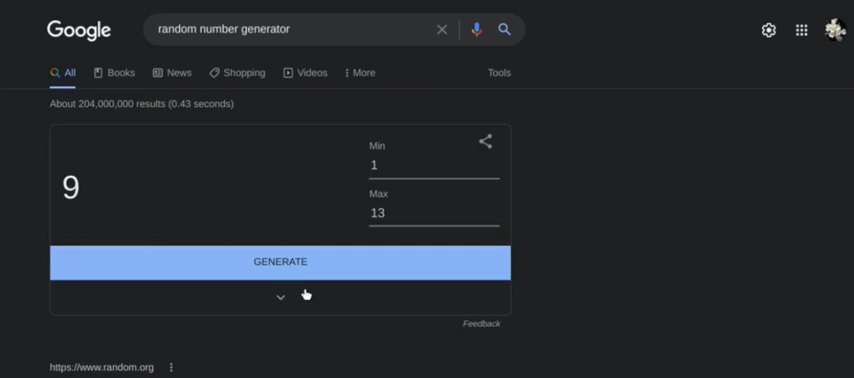 Google
random number generator
All Books News Shopping Videos More Tools
About 204,000,000 results (0.43 seconds)
Min
1
9
Max
13
GENERATE
Feedback
https://www.random.org